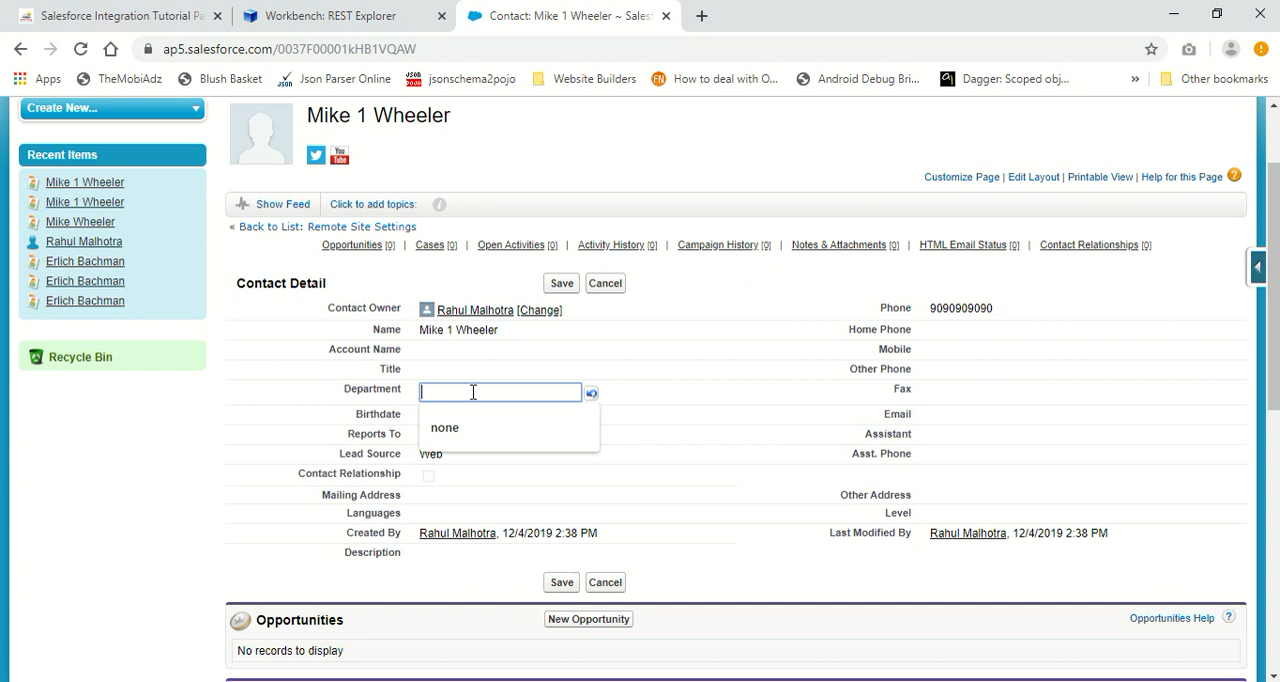 Salesforce Integration Tutorial Pa
Workbench: REST Explorer
Contact: Mike 1 Wheeler ~ Sales
ap5.salesforce.com/0037F00001kHB1VQAW
Apps
TheMobiAdz
Blush Basket
Json Parser Online
jsonschema2pojo
Website Builders
How to deal with O...
Android Debug Bri...
Dagger: Scoped obj...
»
Other bookmarks
Create New...
Recent Items
Mike 1 Wheeler
Mike 1 Wheeler
Mike Wheeler
Rahul Malhotra
Erlich Bachman
Erlich Bachman
Erlich Bachman
Recycle Bin
Mike 1 Wheeler
You Tube
Customize Page | Edit Layout | Printable View | Help for this Page ?
Show Feed
Click to add topics: i
« Back to List: Remote Site Settings
Opportunities [0] | Cases [0] | Open Activities [0] | Activity History [0] | Campaign History [0] | Notes & Attachments [0] | HTML Email Status [0] | Contact Relationships [0]
Contact Detail Save Cancel
Contact Owner Rahul Malhotra [Change] Phone 9090909090
Name Mike 1 Wheeler Home Phone
Account Name Mobile
Title Other Phone
Department Fax
none
Birthdate Email
Reports To Assistant
Lead Source Web Asst. Phone
Contact Relationship
Mailing Address Other Address
Languages Level
Created By Rahul Malhotra, 12/4/2019 2:38 PM Last Modified By Rahul Malhotra, 12/4/2019 2:38 PM
Description
Save Cancel
Opportunities New Opportunity Opportunities Help ?
No records to display